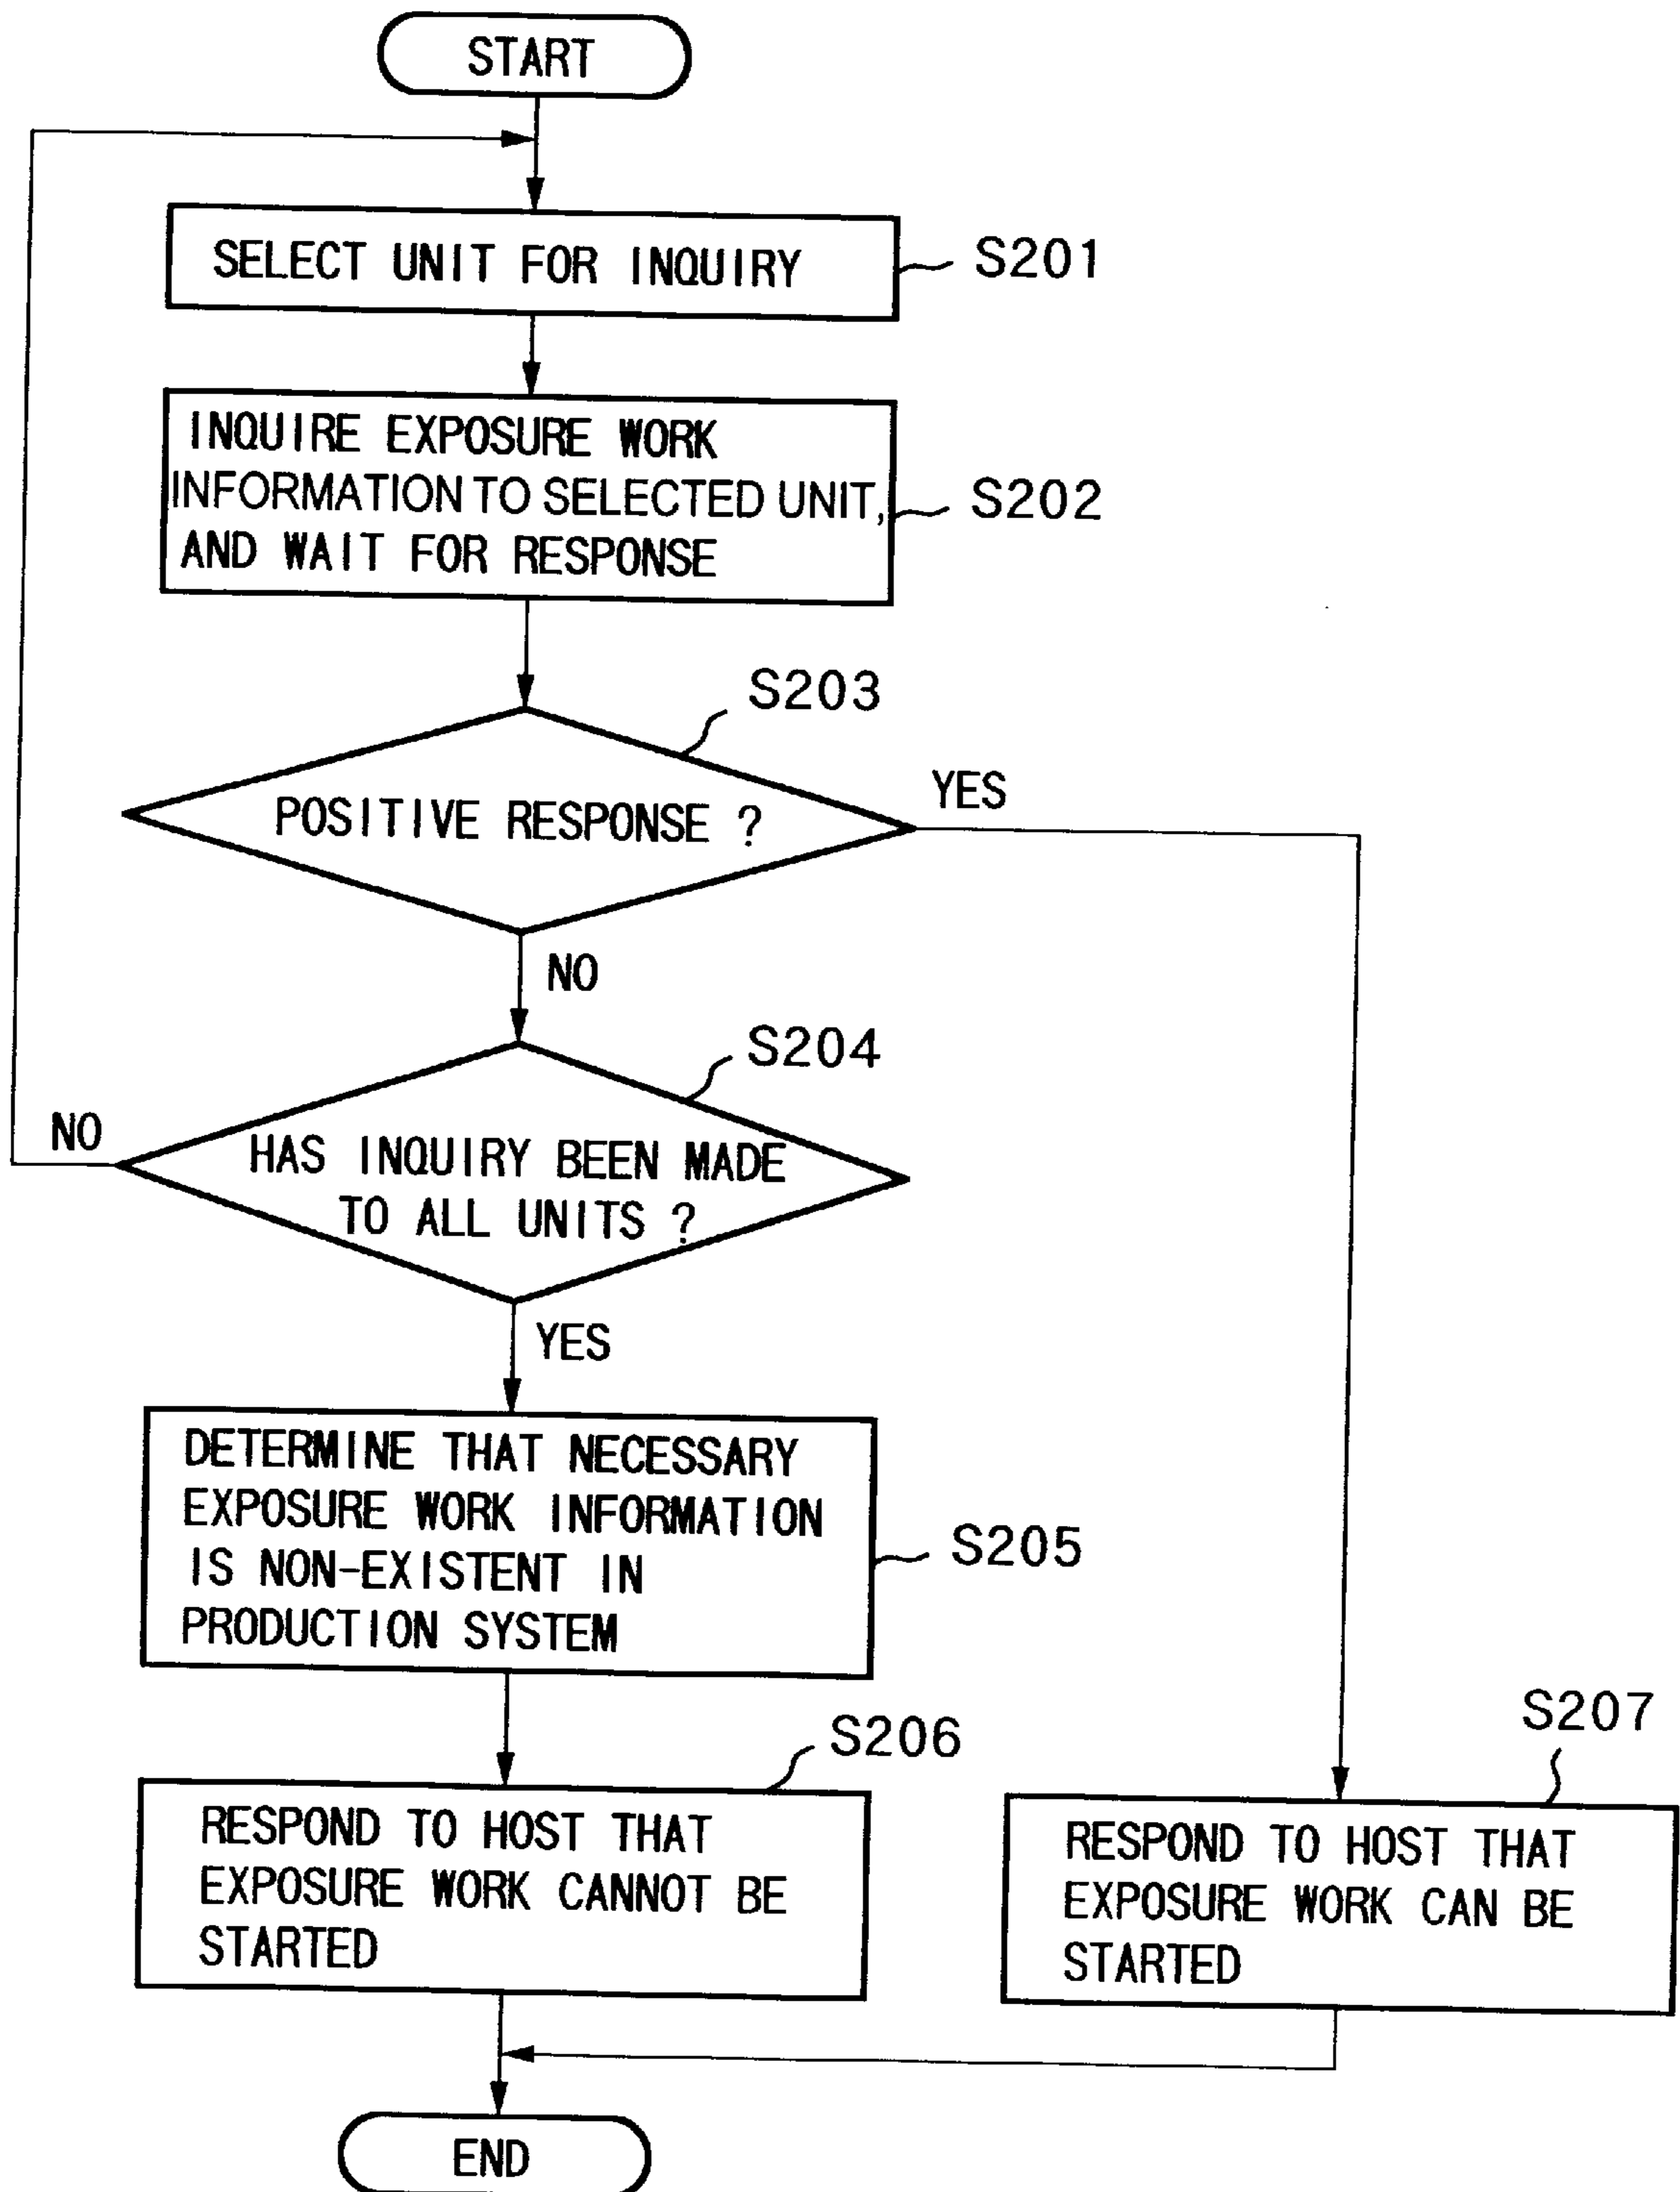 START
SELECT UNIT FOR INQUIRY
S201
INQUIRE EXPOSURE WORK
INFORMATION TO SELECTED UNIT,
AND WAIT FOR RESPONSE
S202
S203
POSITIVE RESPONSE ?
YES
NO
S204
NO
HAS INQUIRY BEEN MADE
TO ALL UNITS ?
YES
DETERMINE THAT NECESSARY
EXPOSURE WORK INFORMATION
IS NON-EXISTENT IN
PRODUCTION SYSTEM
S205
S206
RESPOND TO HOST THAT
EXPOSURE WORK CANNOT BE
STARTED
S207
RESPOND TO HOST THAT
EXPOSURE WORK CAN BE
STARTED
END